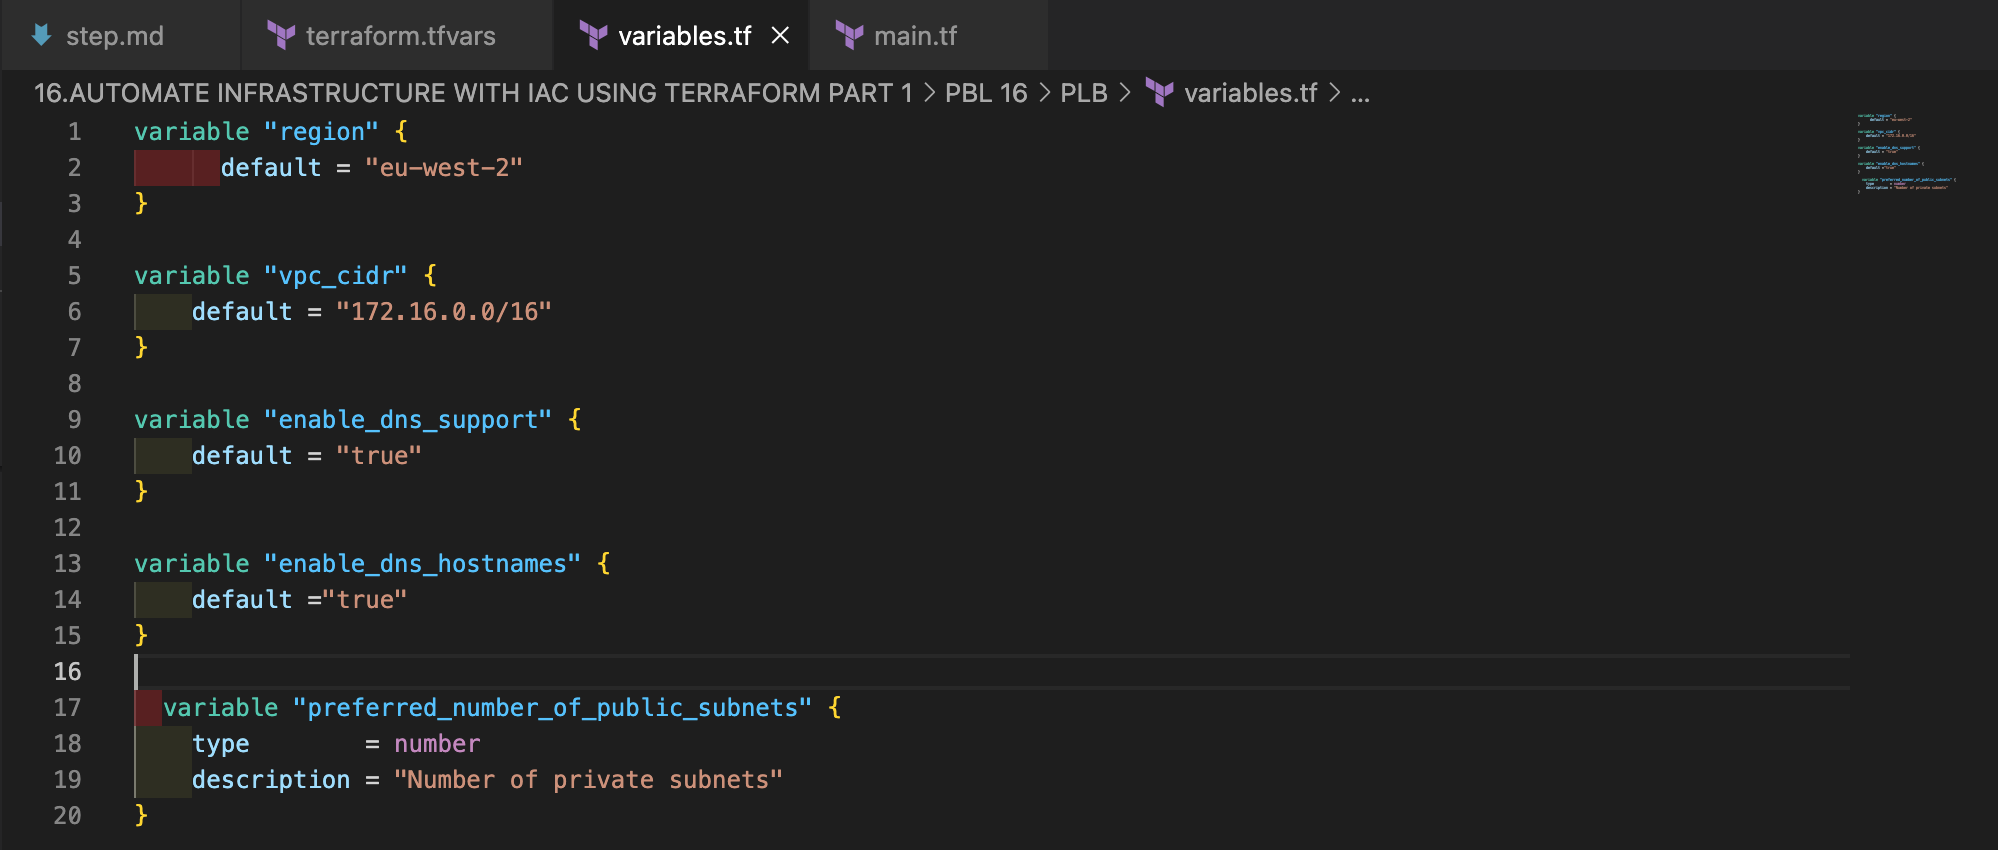 step.md terraform.tfvars variables.tf × main.tf
16.AUTOMATE INFRASTRUCTURE WITH IAC USING TERRAFORM PART 1 > PBL 16 > PLB > variables.tf > ...
1 variable "region" {
2       default = "eu-west-2"
3 }
4
5 variable "vpc_cidr" {
6     default = "172.16.0.0/16"
7 }
8
9 variable "enable_dns_support" {
10     default = "true"
11 }
12
13 variable "enable_dns_hostnames" {
14     default ="true"
15 }
16
17   variable "preferred_number_of_public_subnets" {
18     type        = number
19     description = "Number of private subnets"
20 }